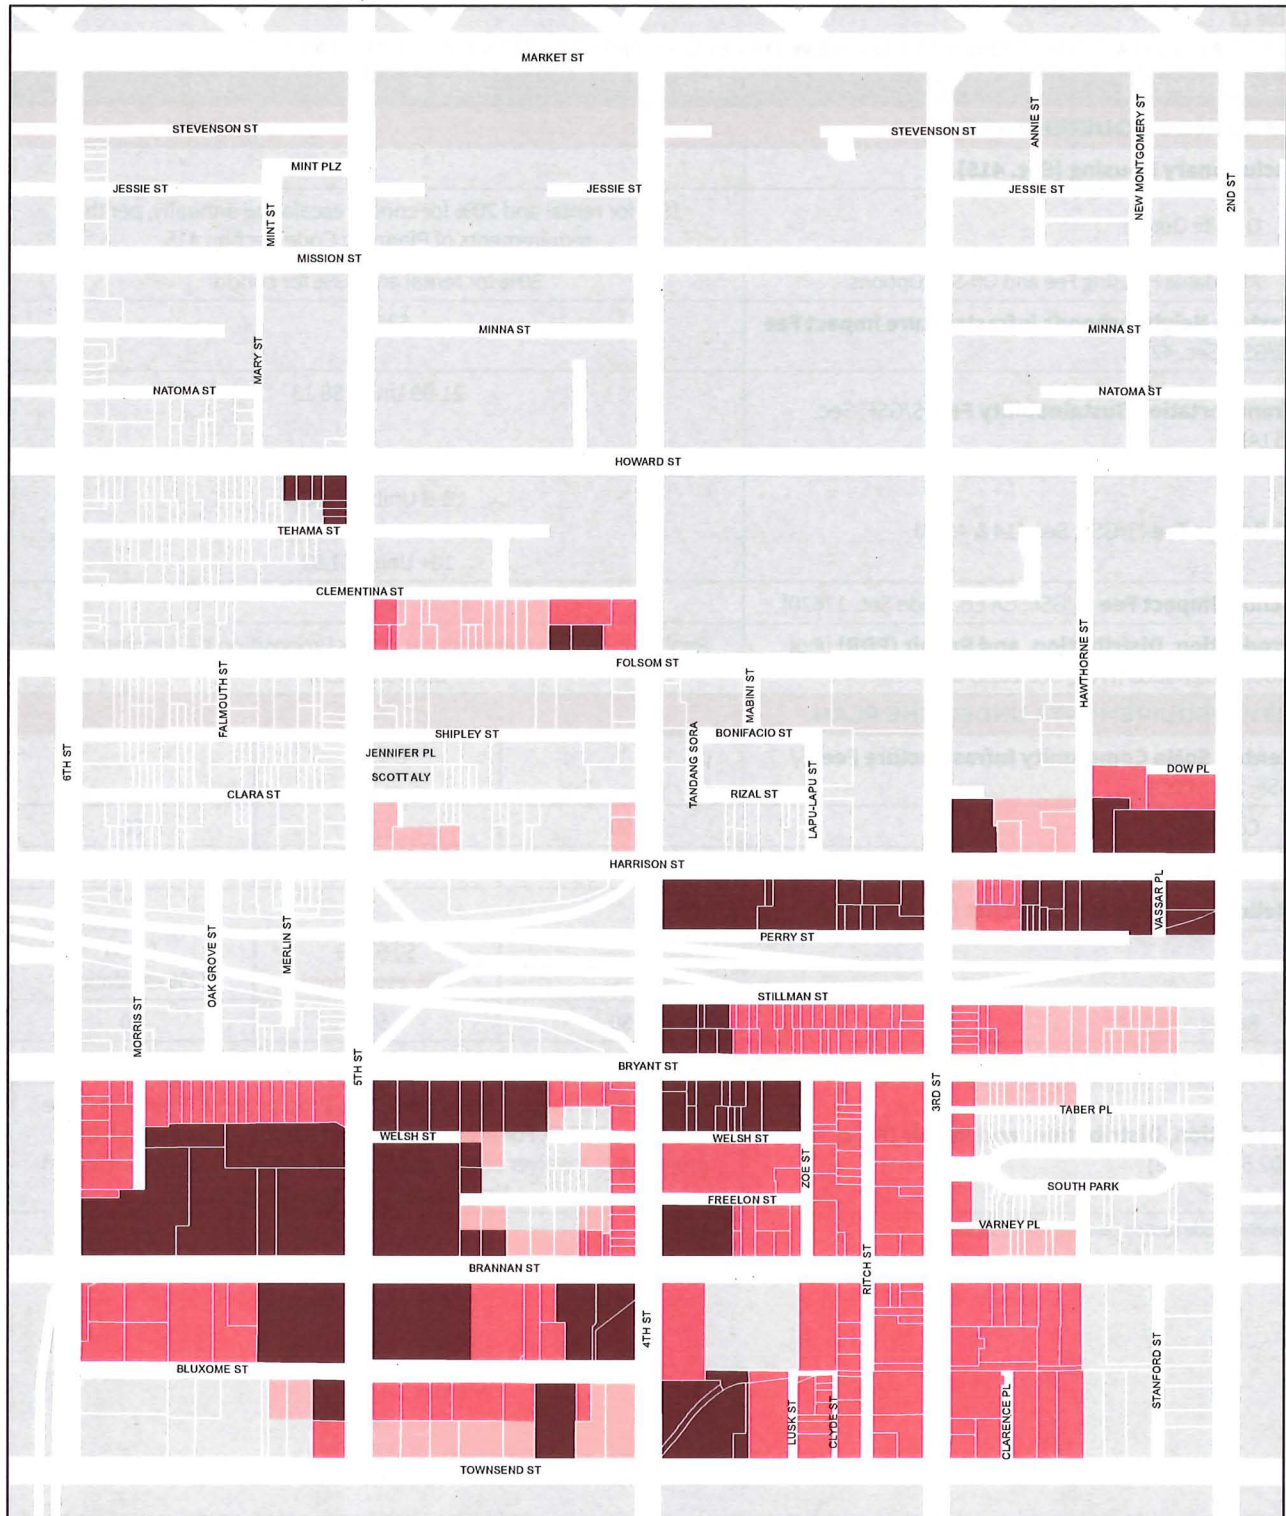 MARKET ST
STEVENSON ST
STEVENSON ST
ANNIE ST
NEW MONTGOMERY ST
MINT PLZ
JESSIE ST
JESSIE ST
JESSIE ST
2ND ST
MINT ST
MISSION ST
MINNA ST
MINNA ST
MARY ST
NATOMA ST
NATOMA ST
HOWARD ST
TEHAMA ST
CLEMENTINA ST
HAWTHORNE ST
FOLSOM ST
FALMOUTH ST
MABINI ST
SHIPLEY ST
BONIFACIO ST
6TH ST
JENNIFER PL
TANDANG SORA
DOW PL
SCOTT ALY
CLARA ST
RIZAL ST
LAPU-LAPU ST
HARRISON ST
VASSAR PL
PERRY ST
OAK GROVE ST
MERLIN ST
MORRIS ST
STILLMAN ST
5TH ST
BRYANT ST
3RD ST
TABER PL
WELSH ST
WELSH ST
ZOE ST
SOUTH PARK
FREELON ST
VARNEY PL
RITCH ST
BRANNAN ST
4TH ST
BLUXOME ST
STANFORD ST
LUSK ST
CLYDE ST
CLARENCE PL
TOWNSEND ST